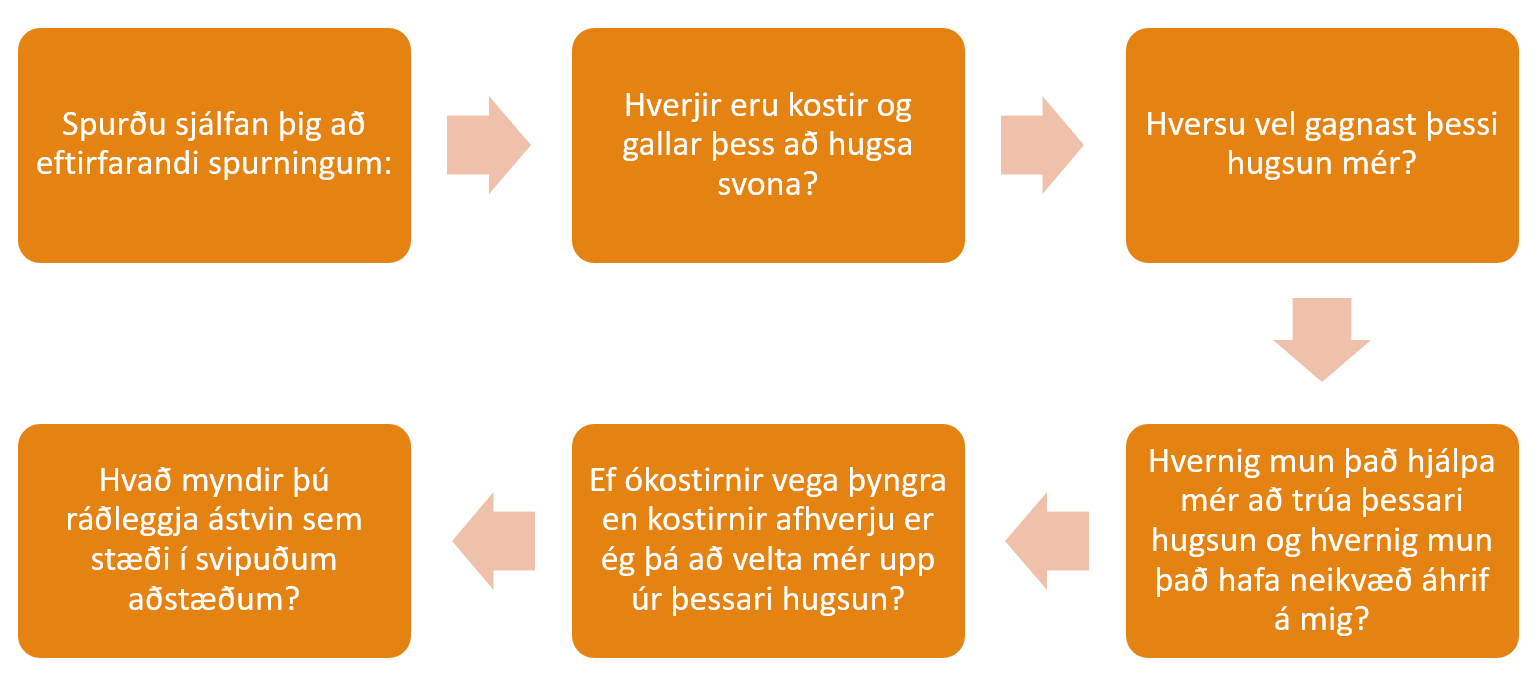 Spurðu sjálfan þig að
eftirfarandi spurningum:
Hverjir eru kostir og
gallar þess að hugsa
svona?
Hversu vel gagnast þessi
hugsun mér?
Hvernig mun það hjálpa
mér að trúa þessari
hugsun og hvernig mun
það hafa neikvæð áhrif
á mig?
Ef ókostirnir vega þyngra
en kostirnir afhverju er
ég þá að velta mér upp
úr þessari hugsun?
Hvað myndir þú
ráðleggja ástvin sem
stæði í svipuðum
aðstæðum?